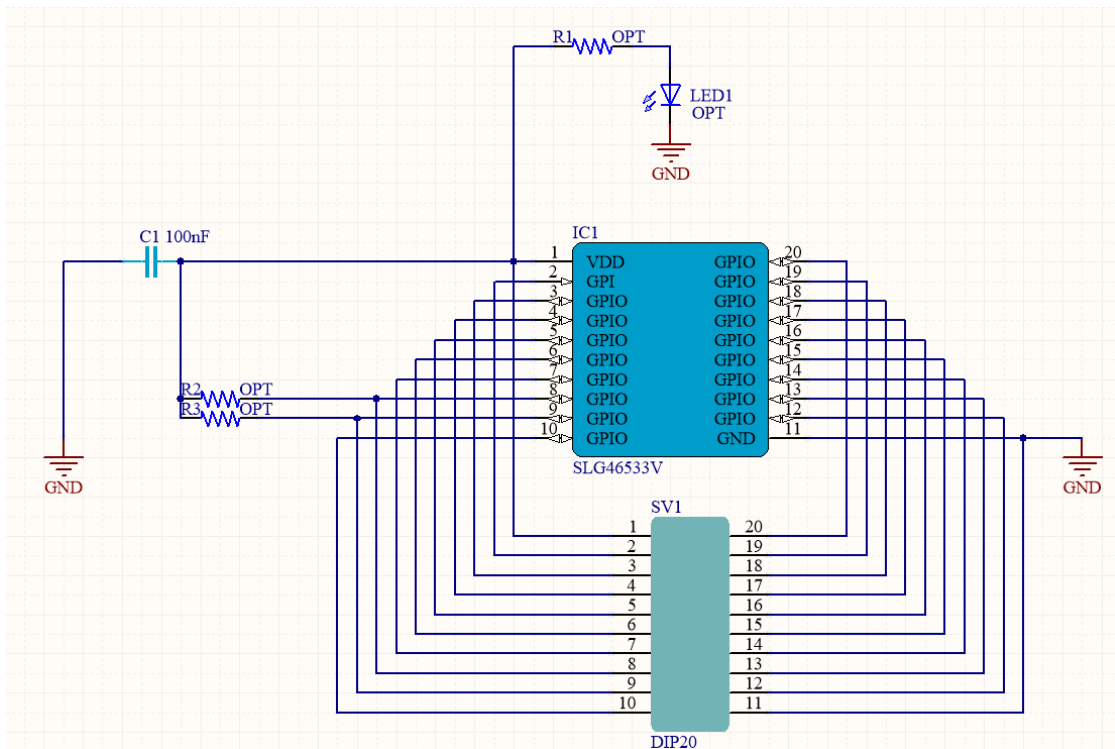 R1 OPT
LED1
OPT
GND
C1 100nF
IC1
1 VDD GPIO 20
2 GPI GPIO 19
3 GPIO GPIO 18
4 GPIO GPIO 17
5 GPIO GPIO 16
6 GPIO GPIO 15
7 GPIO GPIO 14
R2 OPT 8 GPIO GPIO 13
R3 OPT 9 GPIO GPIO 12
10 GPIO GND 11
SLG46533V
GND
GND
SV1
1 20
2 19
3 18
4 17
5 16
6 15
7 14
8 13
9 12
10 11
DIP20